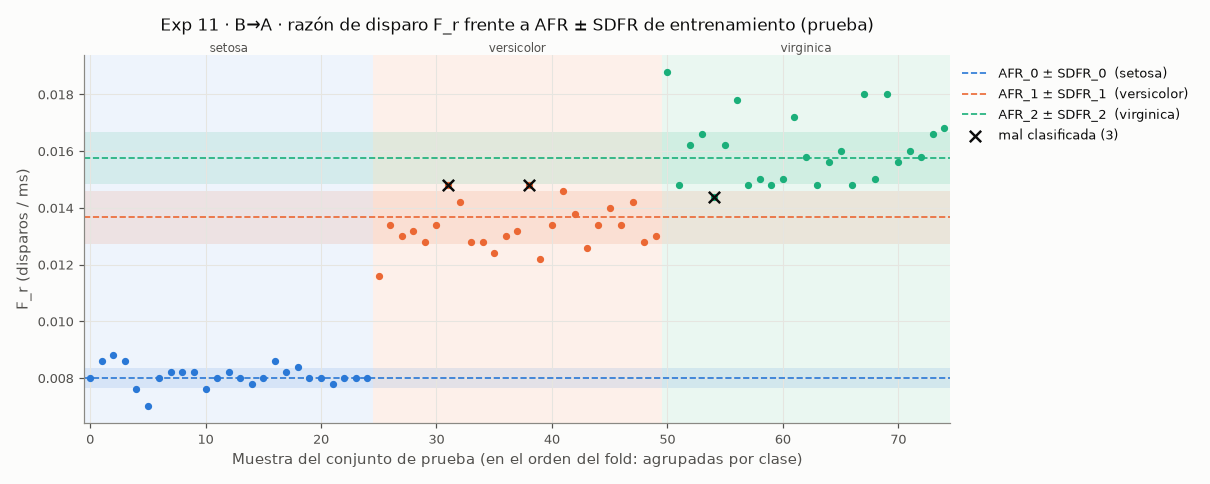 Exp 11 · B→A · razón de disparo F_r frente a AFR ± SDFR de entrenamiento (prueba)
setosa
versicolor
virginica
AFR_0 ± SDFR_0 (setosa)
AFR_1 ± SDFR_1 (versicolor)
AFR_2 ± SDFR_2 (virginica)
mal clasificada (3)
F_r (disparos / ms)
0.018
0.016
0.014
0.012
0.010
0.008
0
10
20
30
40
50
60
70
Muestra del conjunto de prueba (en el orden del fold: agrupadas por clase)